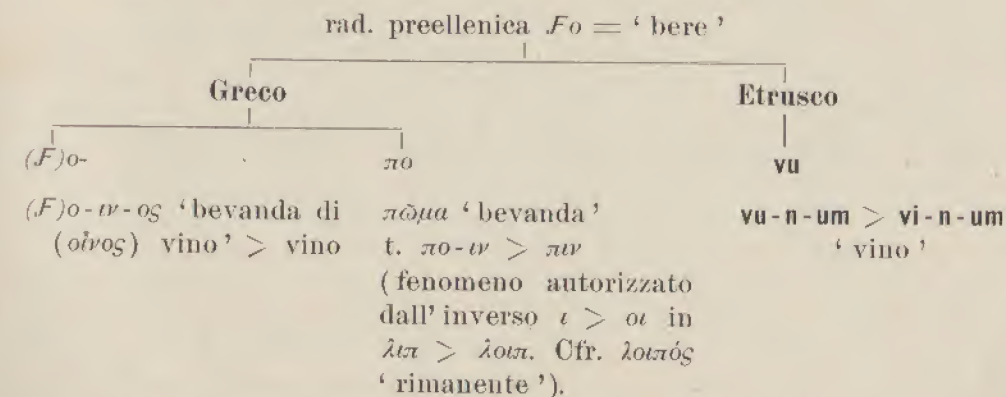 rad. preellenica Ϝο = ‘ bere ’
Greco
Etrusco
(Ϝ)ο-
πο
vu
(Ϝ)ο-ιν-ος ‘bevanda di
(οἶνος) vino’ > vino
πῶμα ‘ bevanda ’
t. πο-ιν > πιν
(fenomeno autorizzato
dall’ inverso ι > οι in
λιπ > λοιπ. Cfr. λοιπός
‘ rimanente ’).
vu-n-um > vi-n-um
‘ vino ’